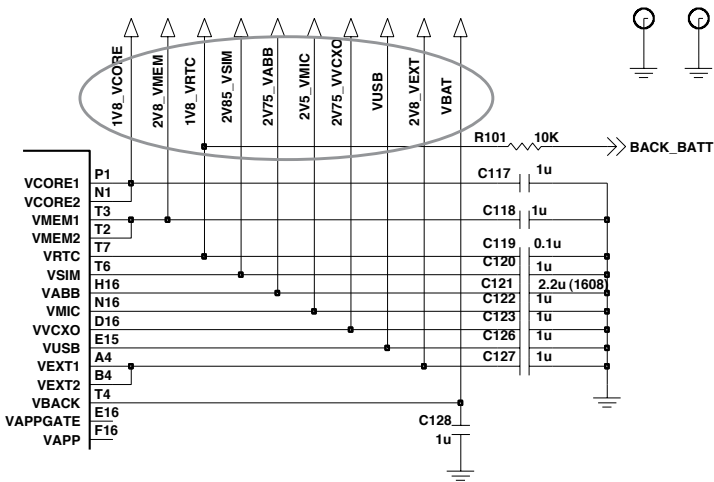 1V8_VCORE
2V8_VMEM
1V8_VRTC
2V85_VSIM
2V75_VABB
2V5_VMIC
2V75_VVCXO
VUSB
2V8_VEXT
VBAT
R101 10K
BACK_BATT
C117 1u
VCORE1 P1
VCORE2 N1
VMEM1 T3
C118 1u
VMEM2 T2
VRTC T7
C119 0.1u
VSIM T6
C120 1u
VABB H16
C121 2.2u (1608)
VMIC N16
C122 1u
VVCXO D16
C123 1u
VUSB E15
C126 1u
VEXT1 A4
C127 1u
VEXT2 B4
VBACK T4
VAPPGATE E16
VAPP F16
C128
1u